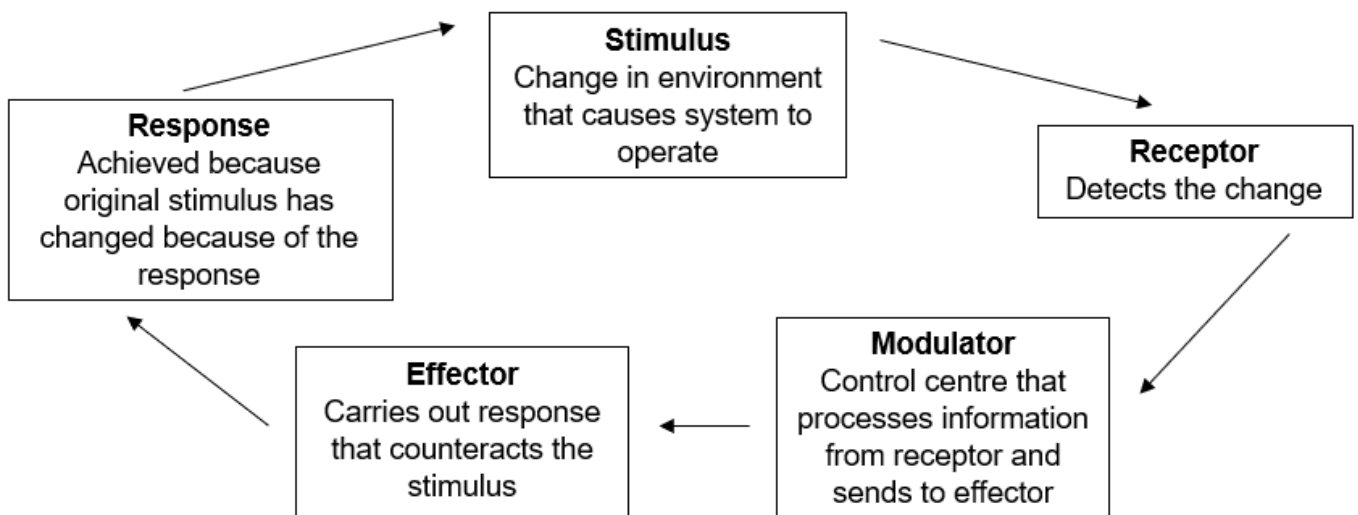 Stimulus
Change in environment
that causes system to
operate
Receptor
Detects the change
Modulator
Control centre that
processes information
from receptor and
sends to effector
Effector
Carries out response
that counteracts the
stimulus
Response
Achieved because
original stimulus has
changed because of the
response